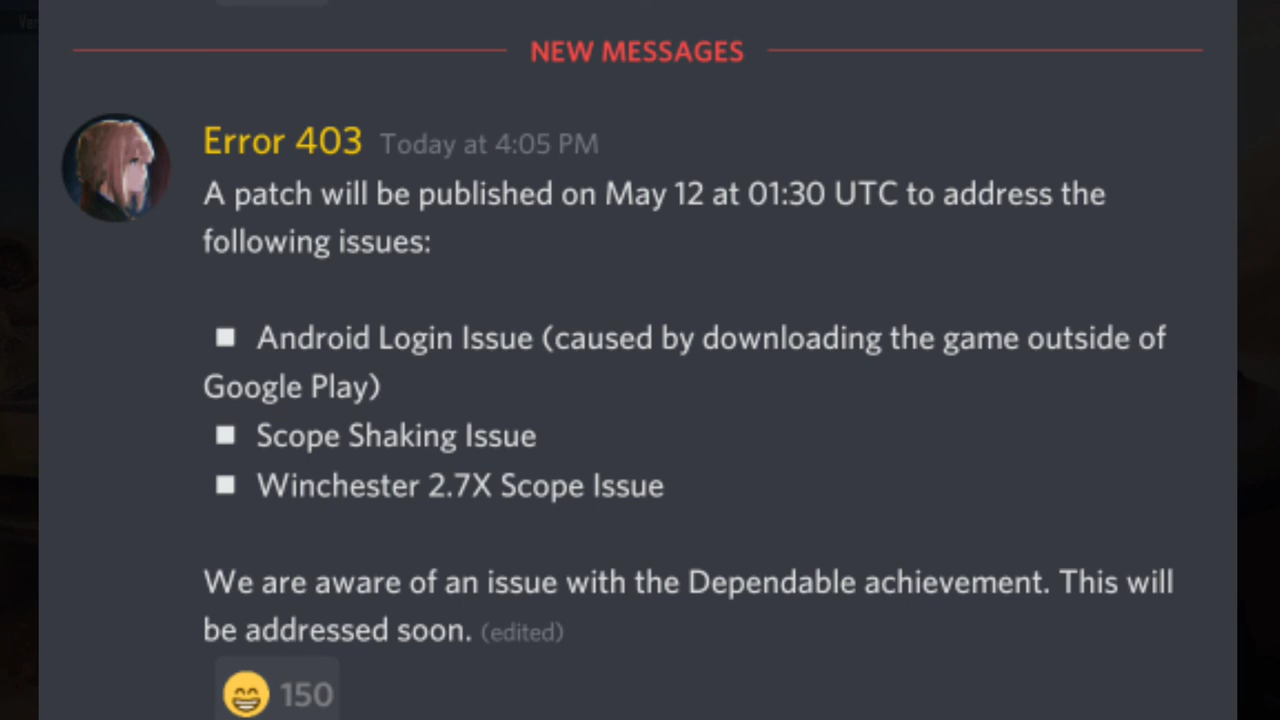 NEW MESSAGES
Error 403 Today at 4:05 PM
A patch will be published on May 12 at 01:30 UTC to address the
following issues:
■ Android Login Issue (caused by downloading the game outside of
Google Play)
■ Scope Shaking Issue
■ Winchester 2.7X Scope Issue
We are aware of an issue with the Dependable achievement. This will
be addressed soon. (edited)
😁 150